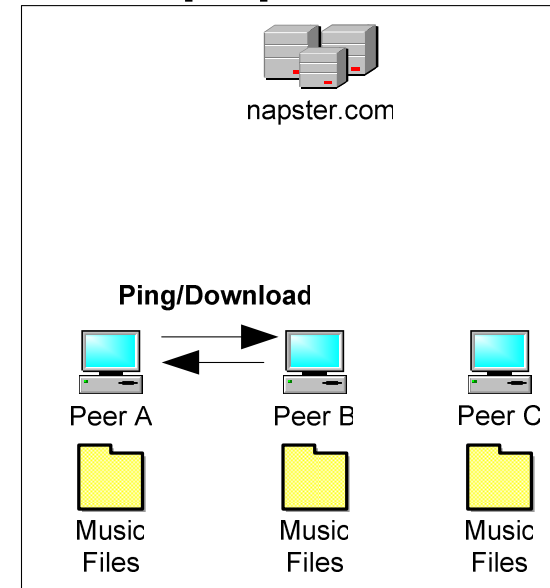 napster.com
Ping/Download
Peer A
Peer B
Peer C
Music
Files
Music
Files
Music
Files